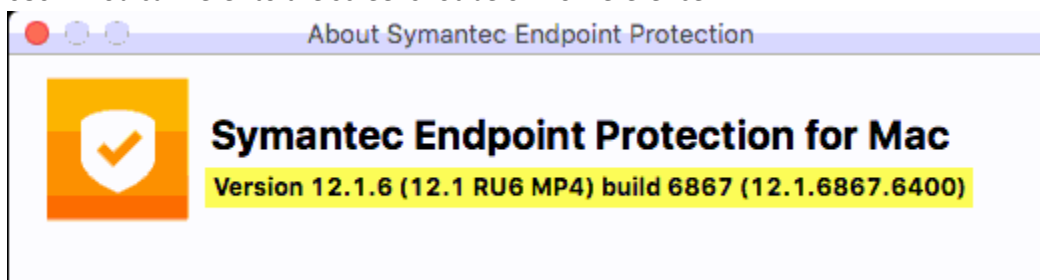 About Symantec Endpoint Protection
Symantec Endpoint Protection for Mac
Version 12.1.6 (12.1 RU6 MP4) build 6867 (12.1.6867.6400)